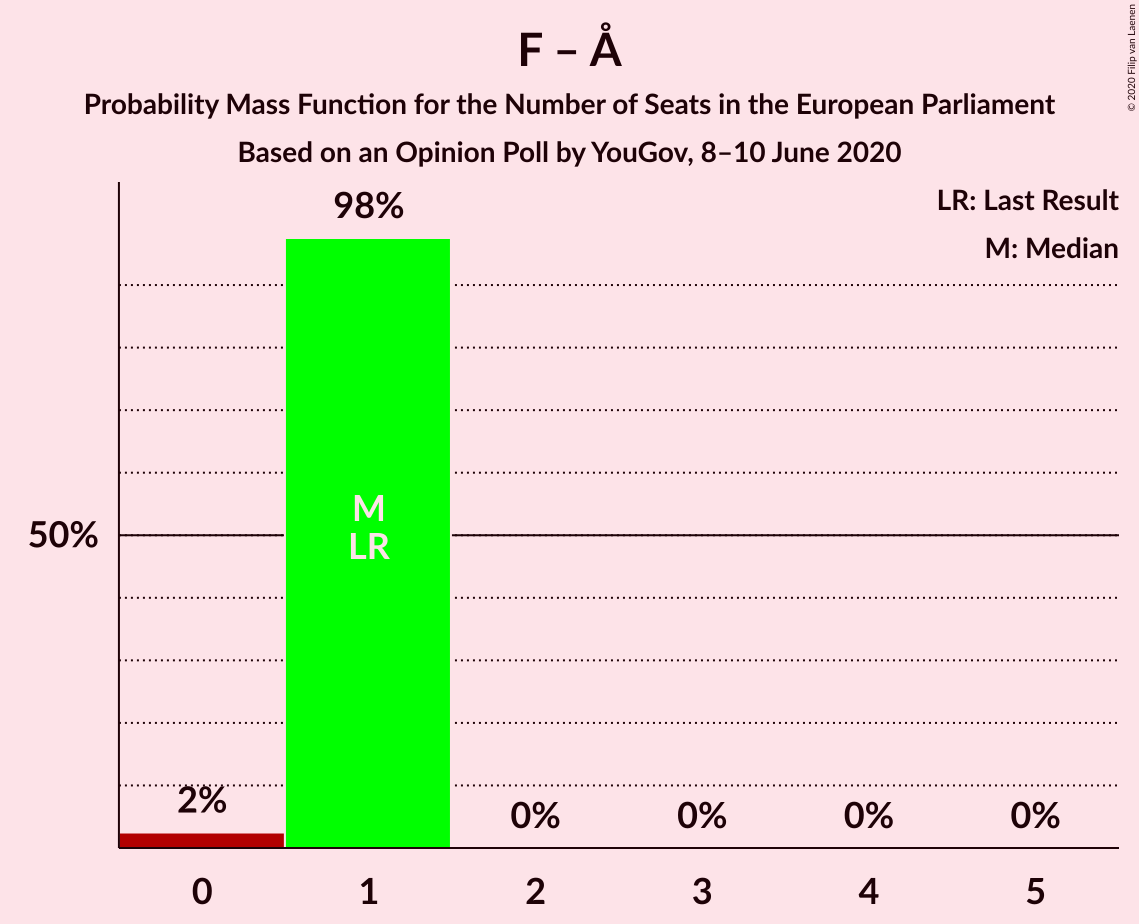 F – Å
Probability Mass Function for the Number of Seats in the European Parliament
Based on an Opinion Poll by YouGov, 8–10 June 2020
© 2020 Filip van Laenen
LR: Last Result
M: Median
98%
M
LR
50%
2%
0%
0%
0%
0%
0
1
2
3
4
5